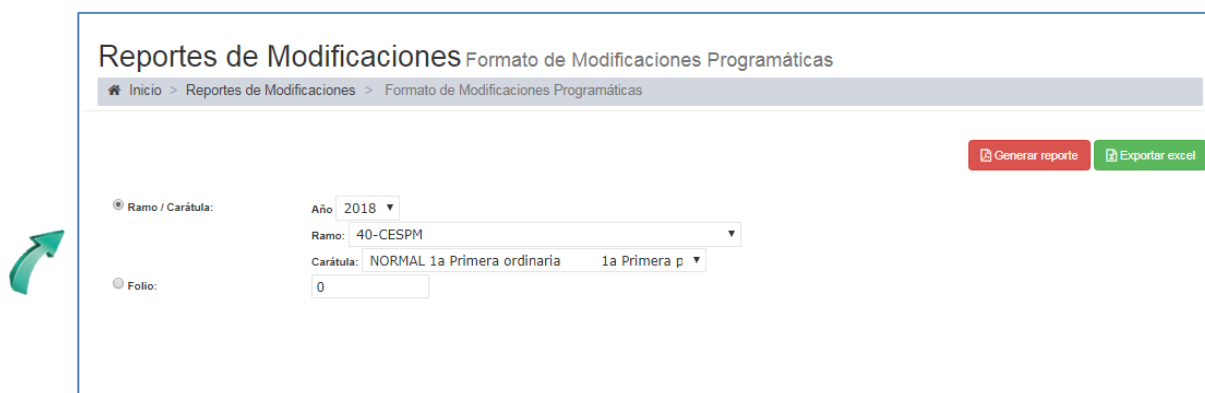 Reportes de Modificaciones Formato de Modificaciones Programáticas
Inicio > Reportes de Modificaciones > Formato de Modificaciones Programáticas
Generar reporte Exportar excel
Ramo / Carátula: Año 2018
Ramo: 40-CESPM
Carátula: NORMAL 1a Primera ordinaria 1a Primera p
Folio: 0